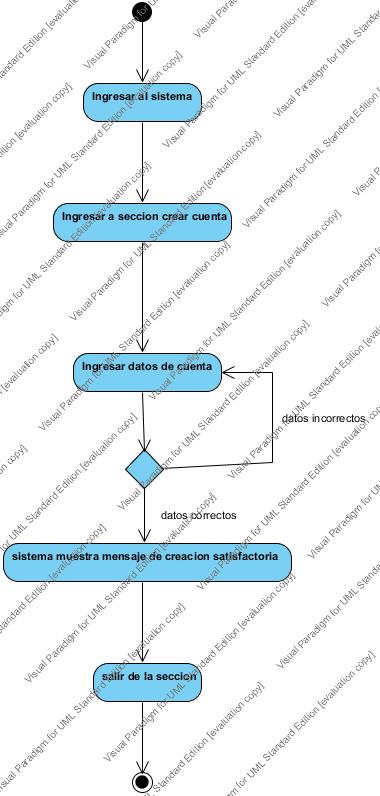 Ingresar al sistema
Ingresar a seccion crear cuenta
Ingresar datos de cuenta
datos incorrectos
datos correctos
sistema muestra mensaje de creacion satisfactoria
salir de la seccion
Visual Paradigm for UML Standard Edition [evaluation copy]